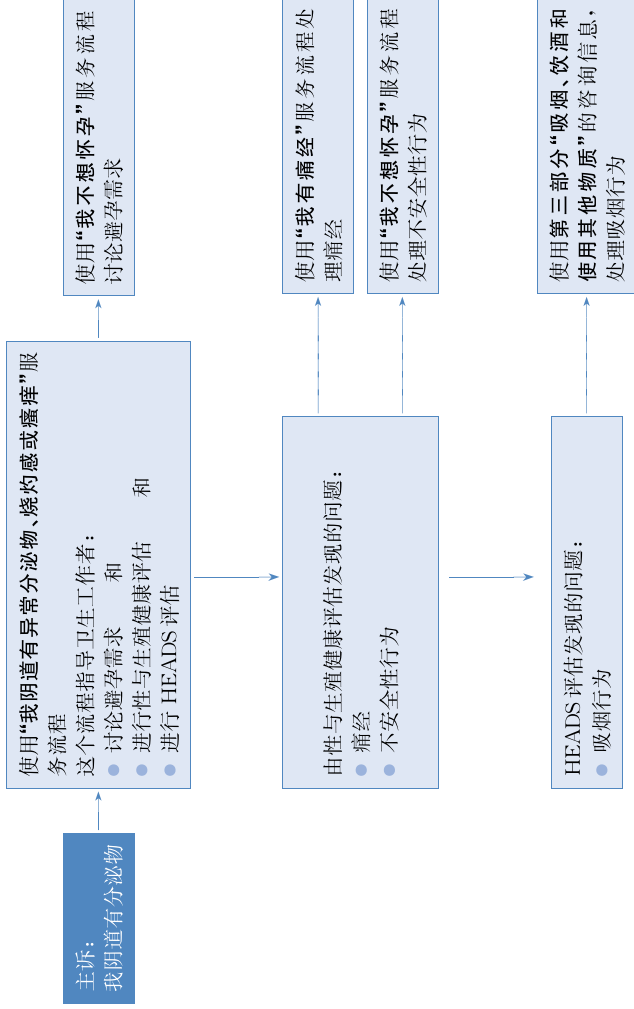 主诉：
我阴道有分泌物
使用“我阴道有异常分泌物、烧灼感或瘙痒”服
务流程
这个流程指导卫生工作者：
● 讨论避孕需求 和
● 进行性与生殖健康评估 和
● 进行 HEADS 评估
使用“我不想怀孕”服务流程
讨论避孕需求
由性与生殖健康评估发现的问题：
● 痛经
● 不安全性行为
使用“我有痛经”服务流程处
理痛经
使用“我不想怀孕”服务流程
处理不安全性行为
HEADS 评估发现的问题：
● 吸烟行为
使用第三部分“吸烟、饮酒和
使用其他物质”的咨询信息，
处理吸烟行为